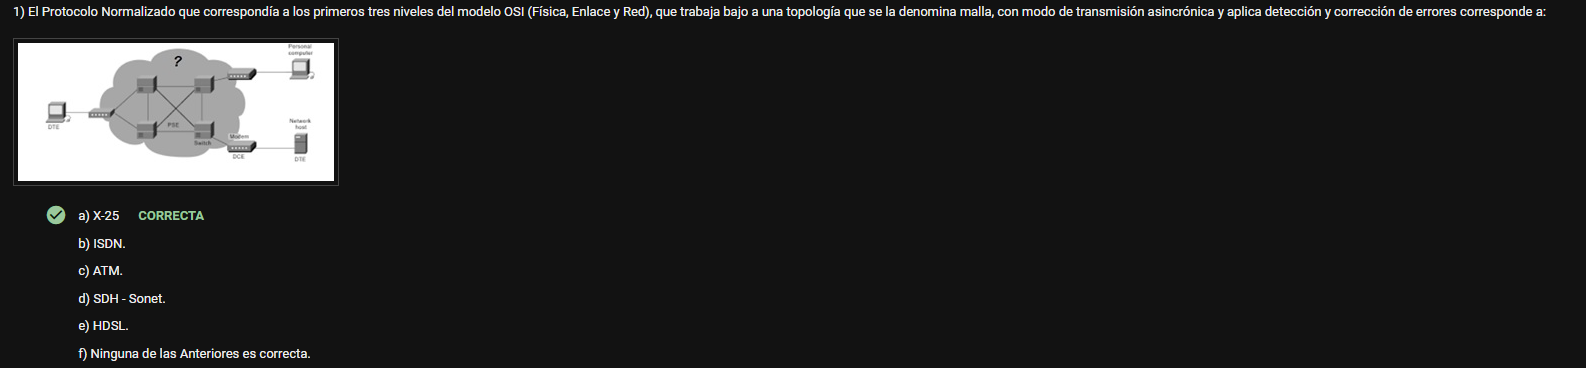 1) El Protocolo Normalizado que correspondía a los primeros tres niveles del modelo OSI (Física, Enlace y Red), que trabaja bajo a una topología que se la denomina malla, con modo de transmisión asincrónica y aplica detección y corrección de errores corresponde a:
Personal
computer
?
DTE
PSE
Switch
Modem
DCE
Network
host
DTE
a) X-25 CORRECTA
b) ISDN.
c) ATM.
d) SDH - Sonet.
e) HDSL.
f) Ninguna de las Anteriores es correcta.